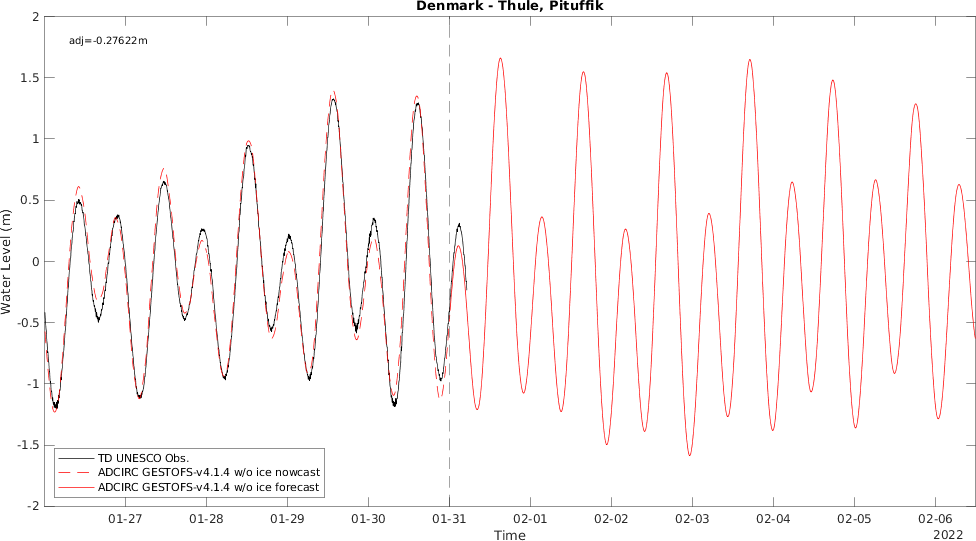 Denmark - Thule, Pituffik
adj=-0.27622m
2
1.5
1
0.5
0
-0.5
-1
-1.5
-2
Water Level (m)
TD UNESCO Obs.
ADCIRC GESTOFS-v4.1.4 w/o ice nowcast
ADCIRC GESTOFS-v4.1.4 w/o ice forecast
01-27 01-28 01-29 01-30 01-31 02-01 02-02 02-03 02-04 02-05 02-06
Time
2022